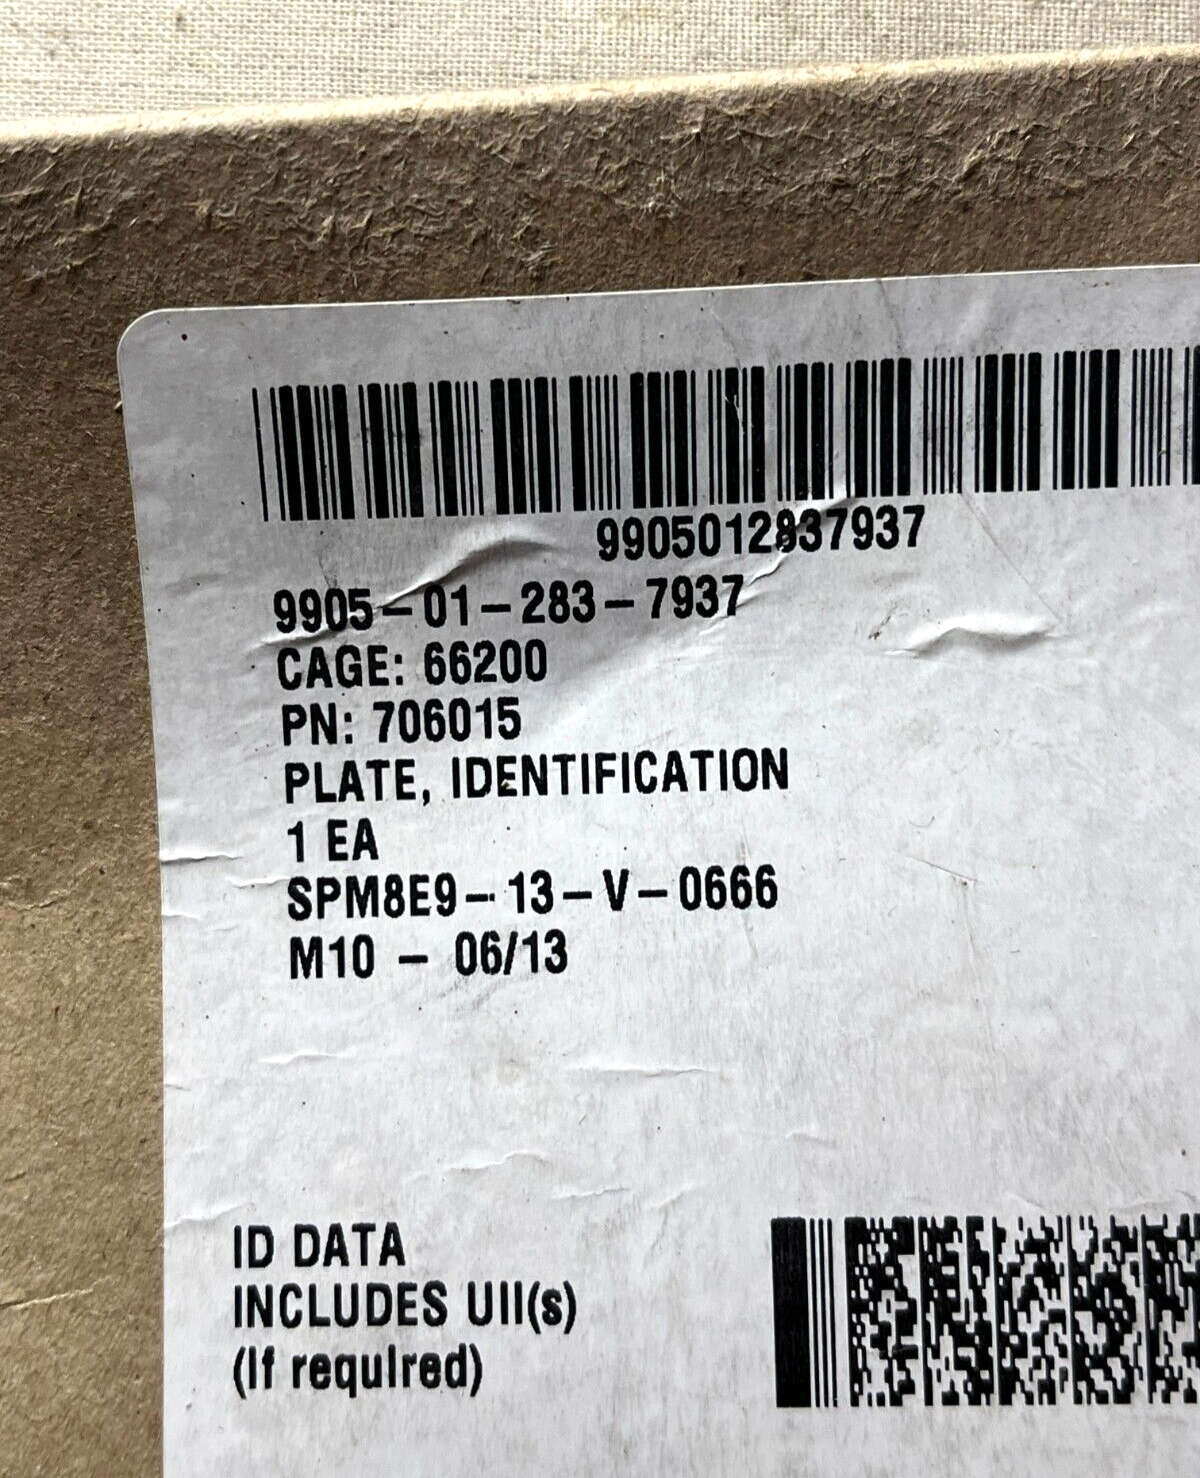 9905012837937
9905-01-283-7937
CAGE: 66200
PN: 706015
PLATE, IDENTIFICATION
1 EA
SPM8E9-13-V-0666
M10 - 06/13
ID DATA
INCLUDES UII(s)
(If required)